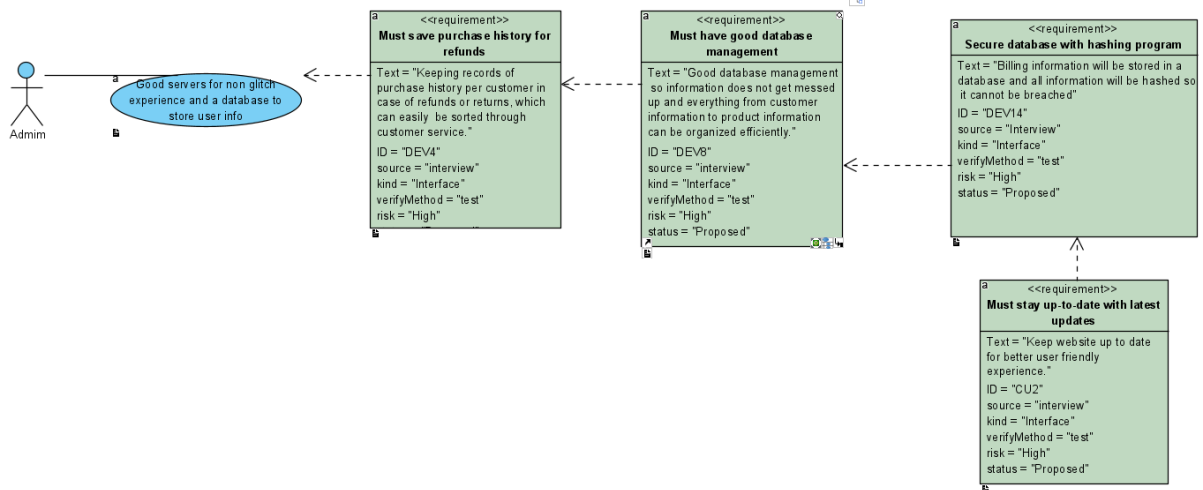 Admim
a
Good servers for non glitch
experience and a database to
store user info
a
<<requirement>>
Must save purchase history for
refunds
Text = "Keeping records of
purchase history per customer in
case of refunds or returns, which
can easily be sorted through
customer service."
ID = "DEV4"
source = "interview"
kind = "Interface"
verifyMethod = "test"
risk = "High"
a
<<requirement>>
Must have good database
management
Text = "Good database management
so information does not get messed
up and everything from customer
information to product information
can be organized efficiently."
ID = "DEV8"
source = "interview"
kind = "Interface"
verifyMethod = "test"
risk = "High"
status = "Proposed"
a
<<requirement>>
Secure database with hashing program
Text = "Billing information will be stored in a
database and all information will be hashed so
it cannot be breached"
ID = "DEV14"
source = "Interview"
kind = "Interface"
verifyMethod = "test"
risk = "High"
status = "Proposed"
a
<<requirement>>
Must stay up-to-date with latest
updates
Text = "Keep website up to date
for better user friendly
experience."
ID = "CU2"
source = "interview"
kind = "Interface"
verifyMethod = "test"
risk = "High"
status = "Proposed"